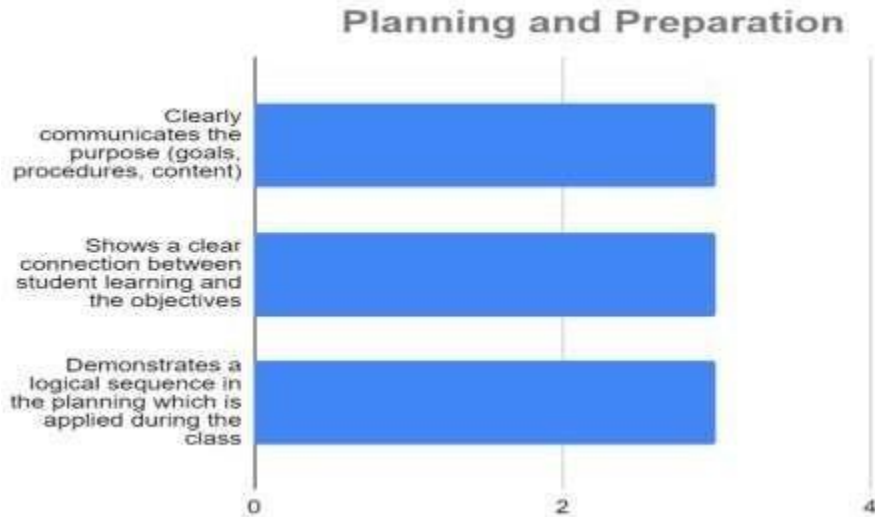 Planning and Preparation
Clearly
communicates the
purpose (goals,
procedures, content)
Shows a clear
connection between
student learning and
the objectives
Demonstrates a
logical sequence in
the planning which is
applied during the
class
0
2
4